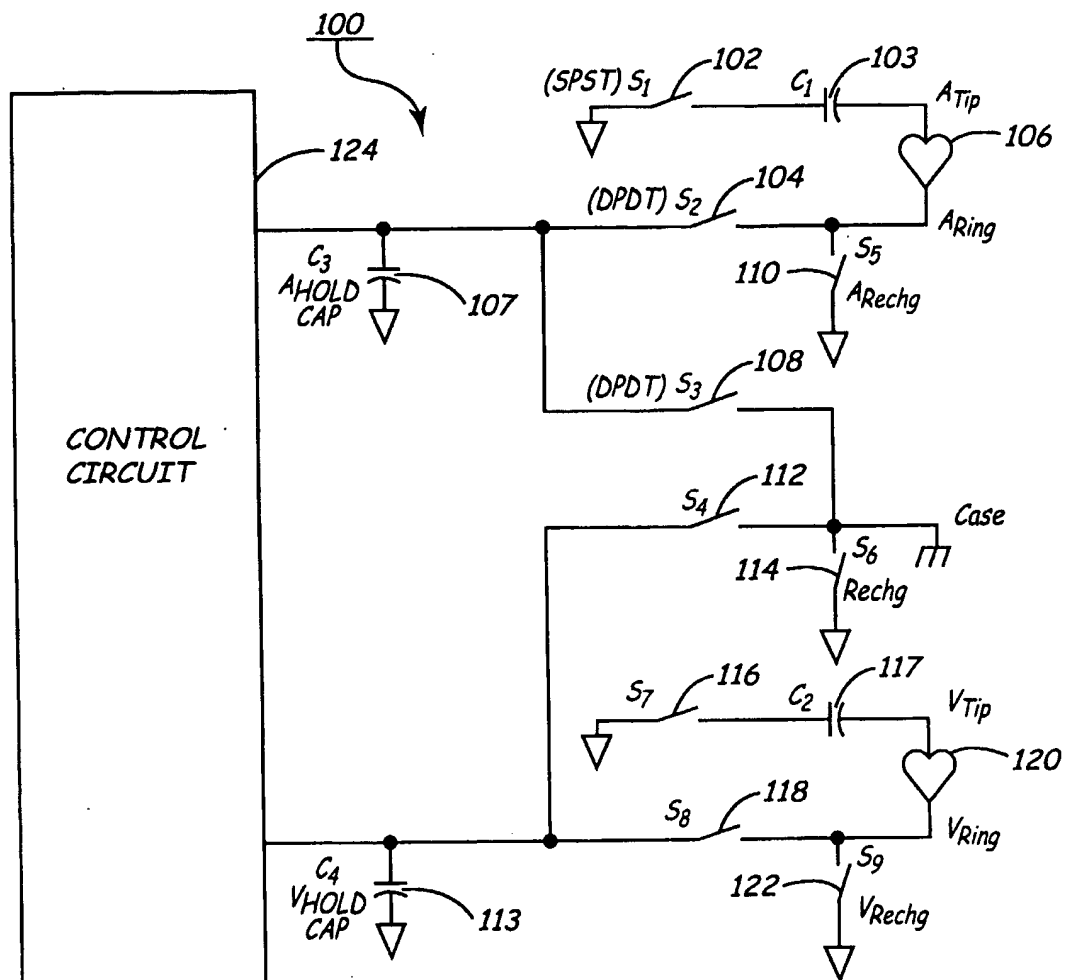 100
102
103
(SPST) S1
C1
ATip
124
106
104
(DPDT) S2
ARing
C3
AHOLD
CAP
107
110
S5
ARechg
108
(DPDT) S3
CONTROL
CIRCUIT
112
S4
Case
114
S6
Rechg
116
117
S7
C2
VTip
120
118
S8
VRing
C4
VHOLD
CAP
113
122
S9
VRechg